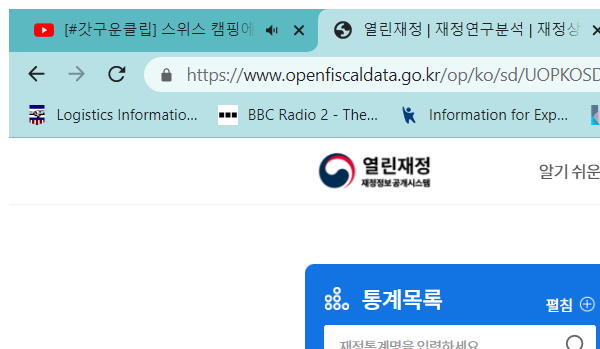 [#갓구운클립] 스위스 캠핑에
열린재정 | 재정연구분석 | 재정상
https://www.openfiscaldata.go.kr/op/ko/sd/UOPKOSD
Logistics Informatio...
BBC Radio 2 - The...
Information for Exp...
열린재정
재정정보공개시스템
알기 쉬운
통계목록
펼침
재정통계명을 입력하세요